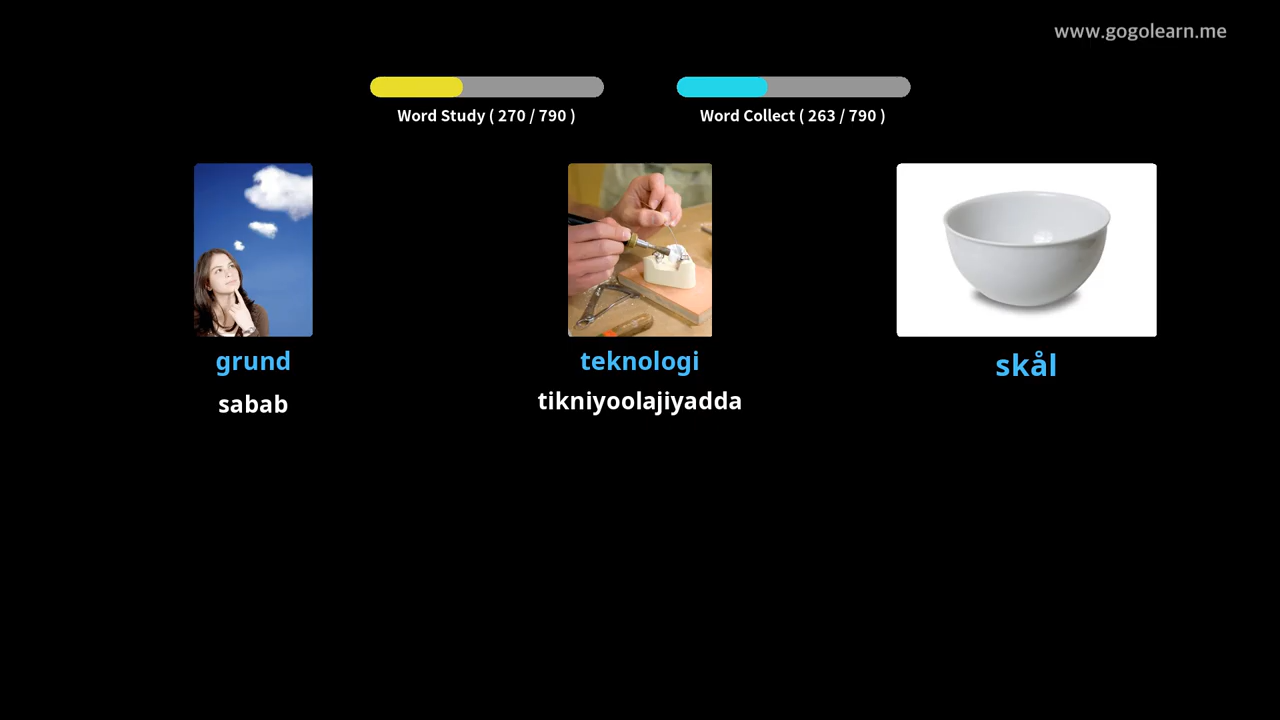 www.gogolearn.me
Word Study ( 270 / 790 )
Word Collect ( 263 / 790 )
grund
teknologi
skål
sabab
tikniyoolajiyadda